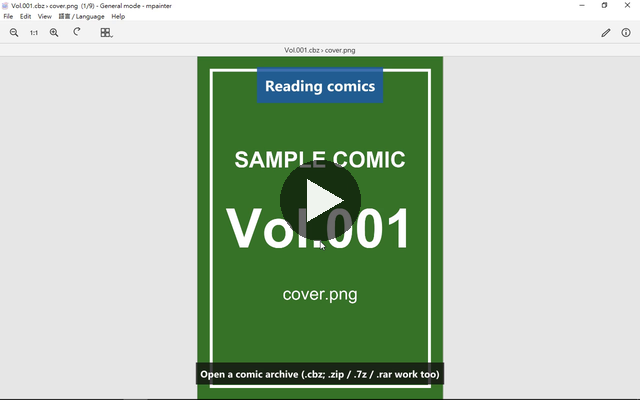 Vol.001.cbz › cover.png (1/9) - General mode - mpainter
File Edit View 語言 / Language Help
1:1
Vol.001.cbz › cover.png
Reading comics
SAMPLE COMIC
Vol.001
cover.png
Open a comic archive (.cbz; .zip / .7z / .rar work too)